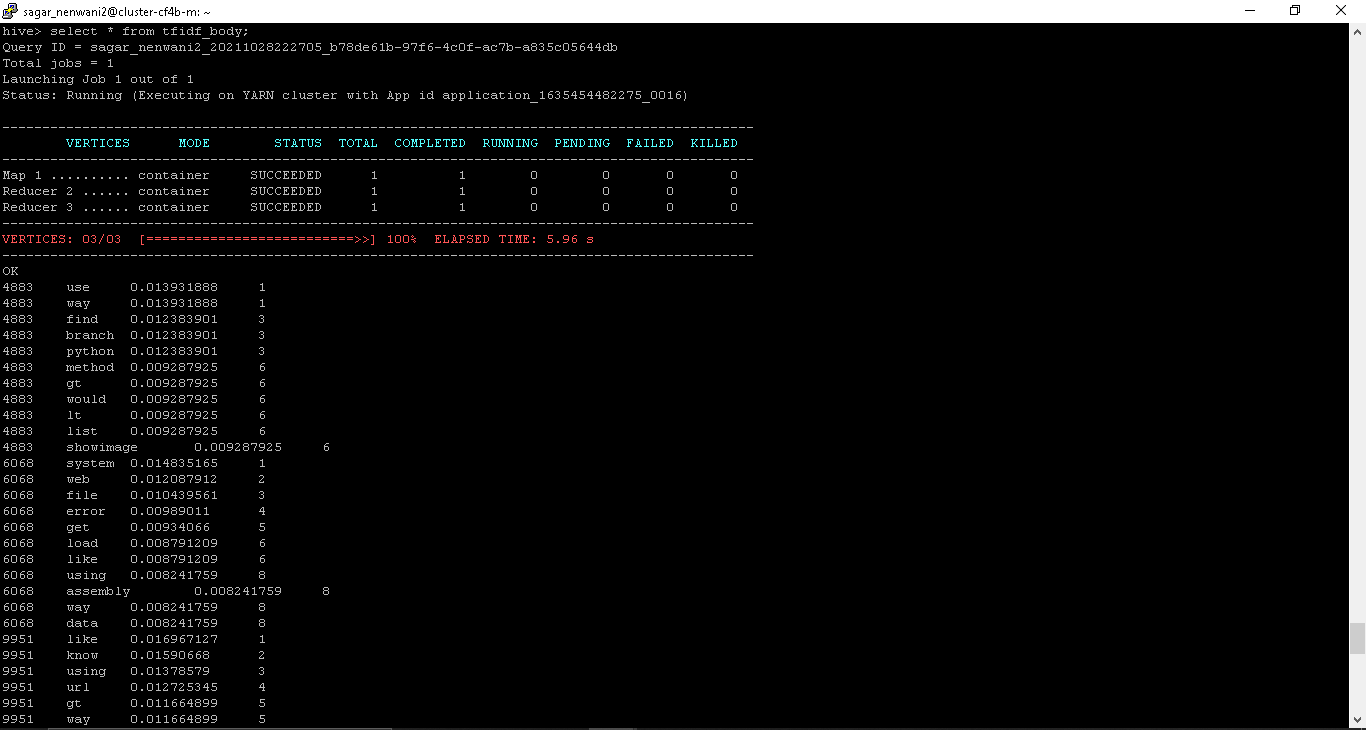 sagar_nenwani2@cluster-cf4b-m: ~
hive> select * from tfidf_body;
Query ID = sagar_nenwani2_20211028222705_b78de61b-97f6-4c0f-ac7b-a835c05644db
Total jobs = 1
Launching Job 1 out of 1
Status: Running (Executing on YARN cluster with App id application_1635454482275_0016)
----------------------------------------------------------------------------------------------
        VERTICES      MODE        STATUS  TOTAL  COMPLETED  RUNNING  PENDING  FAILED  KILLED
----------------------------------------------------------------------------------------------
Map 1 .......... container     SUCCEEDED      1          1        0        0       0       0
Reducer 2 ...... container     SUCCEEDED      1          1        0        0       0       0
Reducer 3 ...... container     SUCCEEDED      1          1        0        0       0       0
----------------------------------------------------------------------------------------------
VERTICES: 03/03  [==========================>>] 100%  ELAPSED TIME: 5.96 s
----------------------------------------------------------------------------------------------
OK
4883    use     0.013931888     1
4883    way     0.013931888     1
4883    find    0.012383901     3
4883    branch  0.012383901     3
4883    python  0.012383901     3
4883    method  0.009287925     6
4883    gt      0.009287925     6
4883    would   0.009287925     6
4883    lt      0.009287925     6
4883    list    0.009287925     6
4883    showimage       0.009287925     6
6068    system  0.014835165     1
6068    web     0.012087912     2
6068    file    0.010439561     3
6068    error   0.00989011      4
6068    get     0.00934066      5
6068    load    0.008791209     6
6068    like    0.008791209     6
6068    using   0.008241759     8
6068    assembly        0.008241759     8
6068    way     0.008241759     8
6068    data    0.008241759     8
9951    like    0.016967127     1
9951    know    0.01590668      2
9951    using   0.01378579      3
9951    url     0.012725345     4
9951    gt      0.011664899     5
9951    way     0.011664899     5